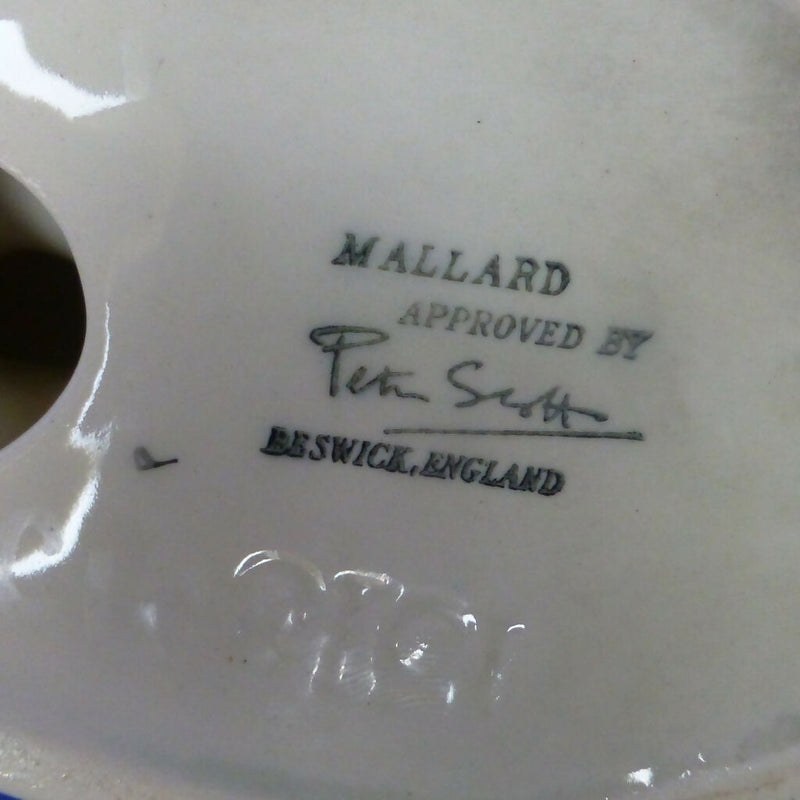 MALLARD
APPROVED BY
Peter Scott
BESWICK, ENGLAND